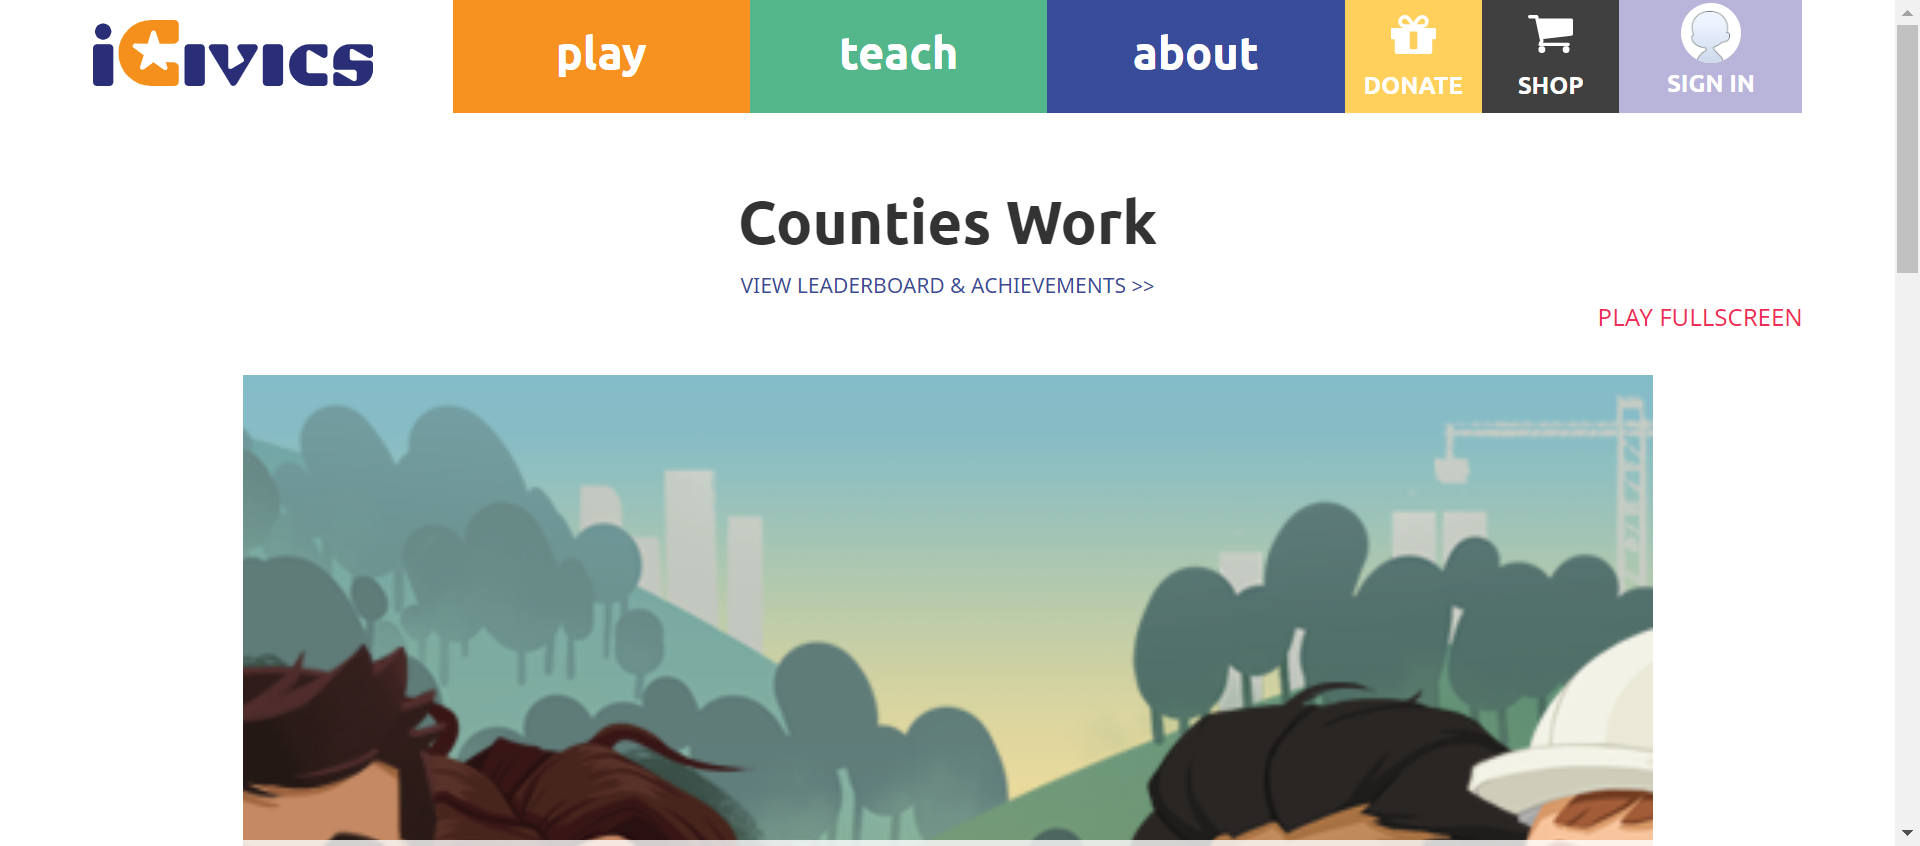 iCivics
play
teach
about
DONATE
SHOP
SIGN IN
Counties Work
VIEW LEADERBOARD & ACHIEVEMENTS >>
PLAY FULLSCREEN